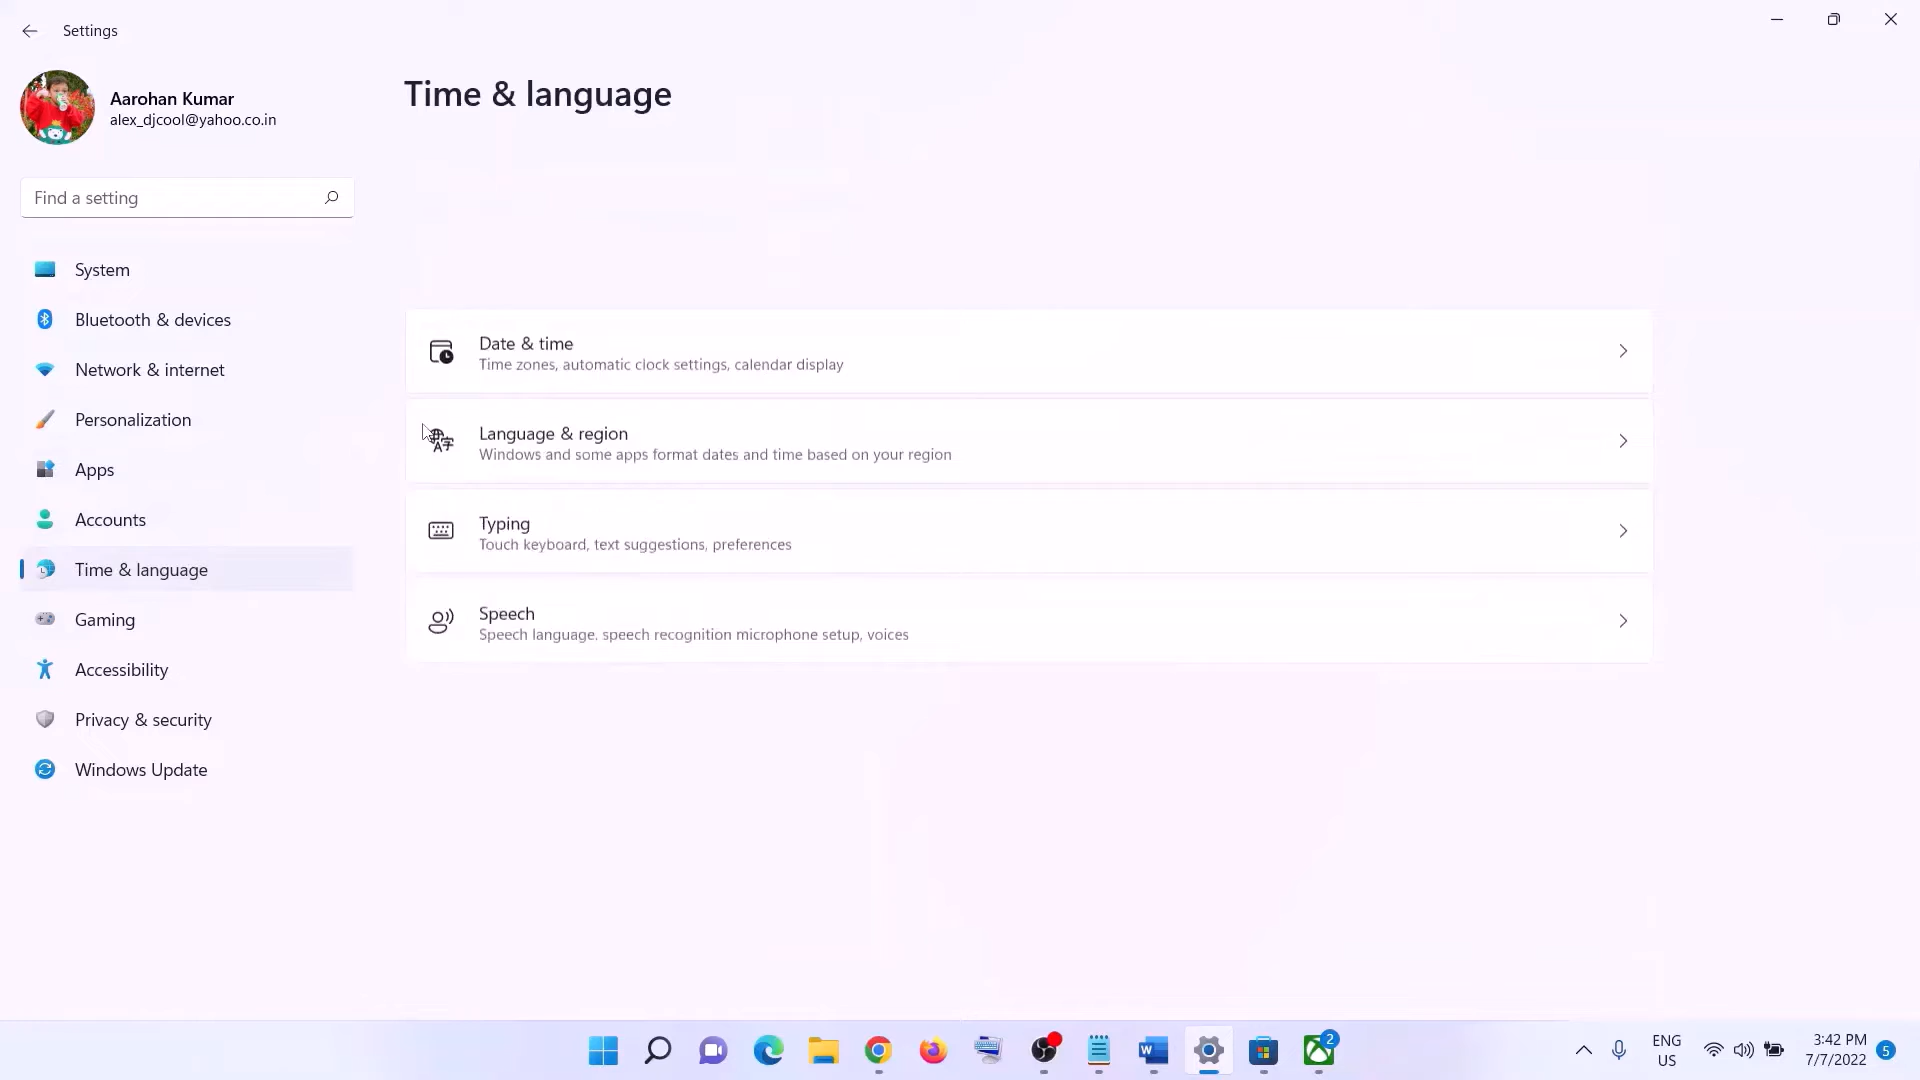 Settings
Aarohan Kumar
alex_djcool@yahoo.co.in
Find a setting
System
Bluetooth & devices
Network & internet
Personalization
Apps
Accounts
Time & language
Gaming
Accessibility
Privacy & security
Windows Update
Time & language
Date & time
Time zones, automatic clock settings, calendar display
Language & region
Windows and some apps format dates and time based on your region
Typing
Touch keyboard, text suggestions, preferences
Speech
Speech language. speech recognition microphone setup, voices
2
ENG
US
3:42 PM
7/7/2022
5